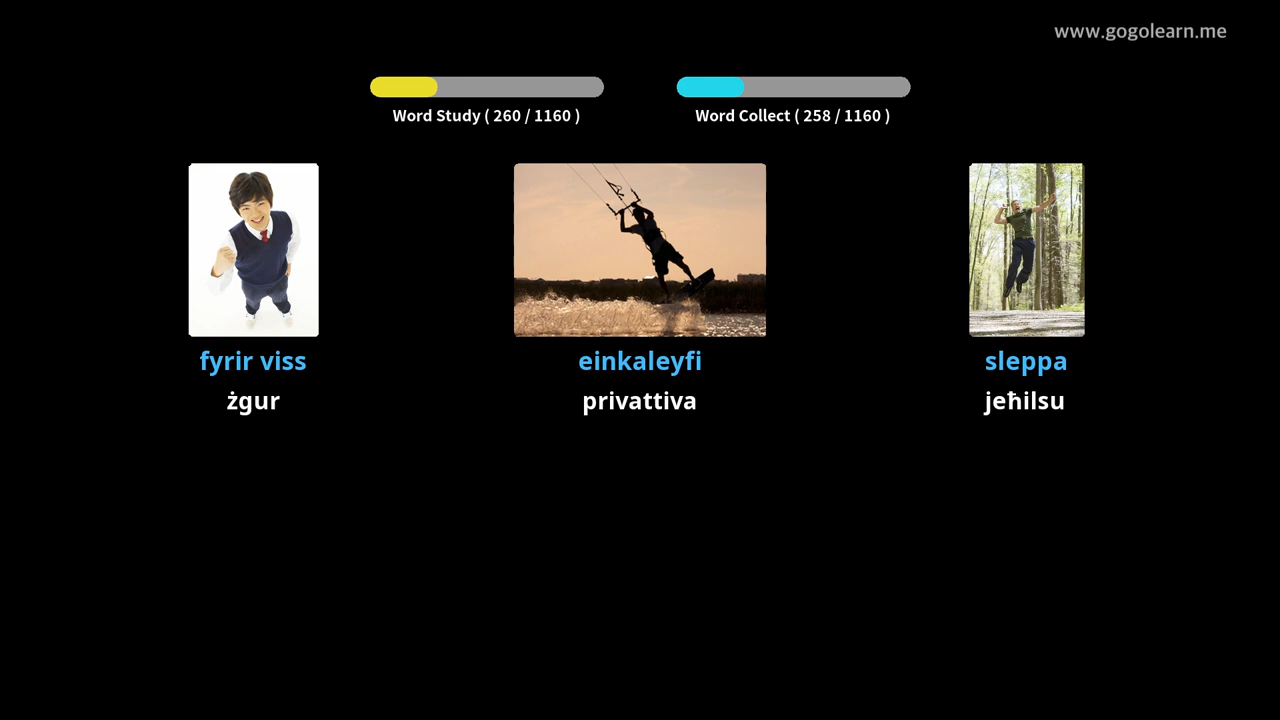 www.gogolearn.me
Word Study ( 260 / 1160 )
Word Collect ( 258 / 1160 )
fyrir viss
einkaleyfi
sleppa
żgur
privattiva
jeħilsu